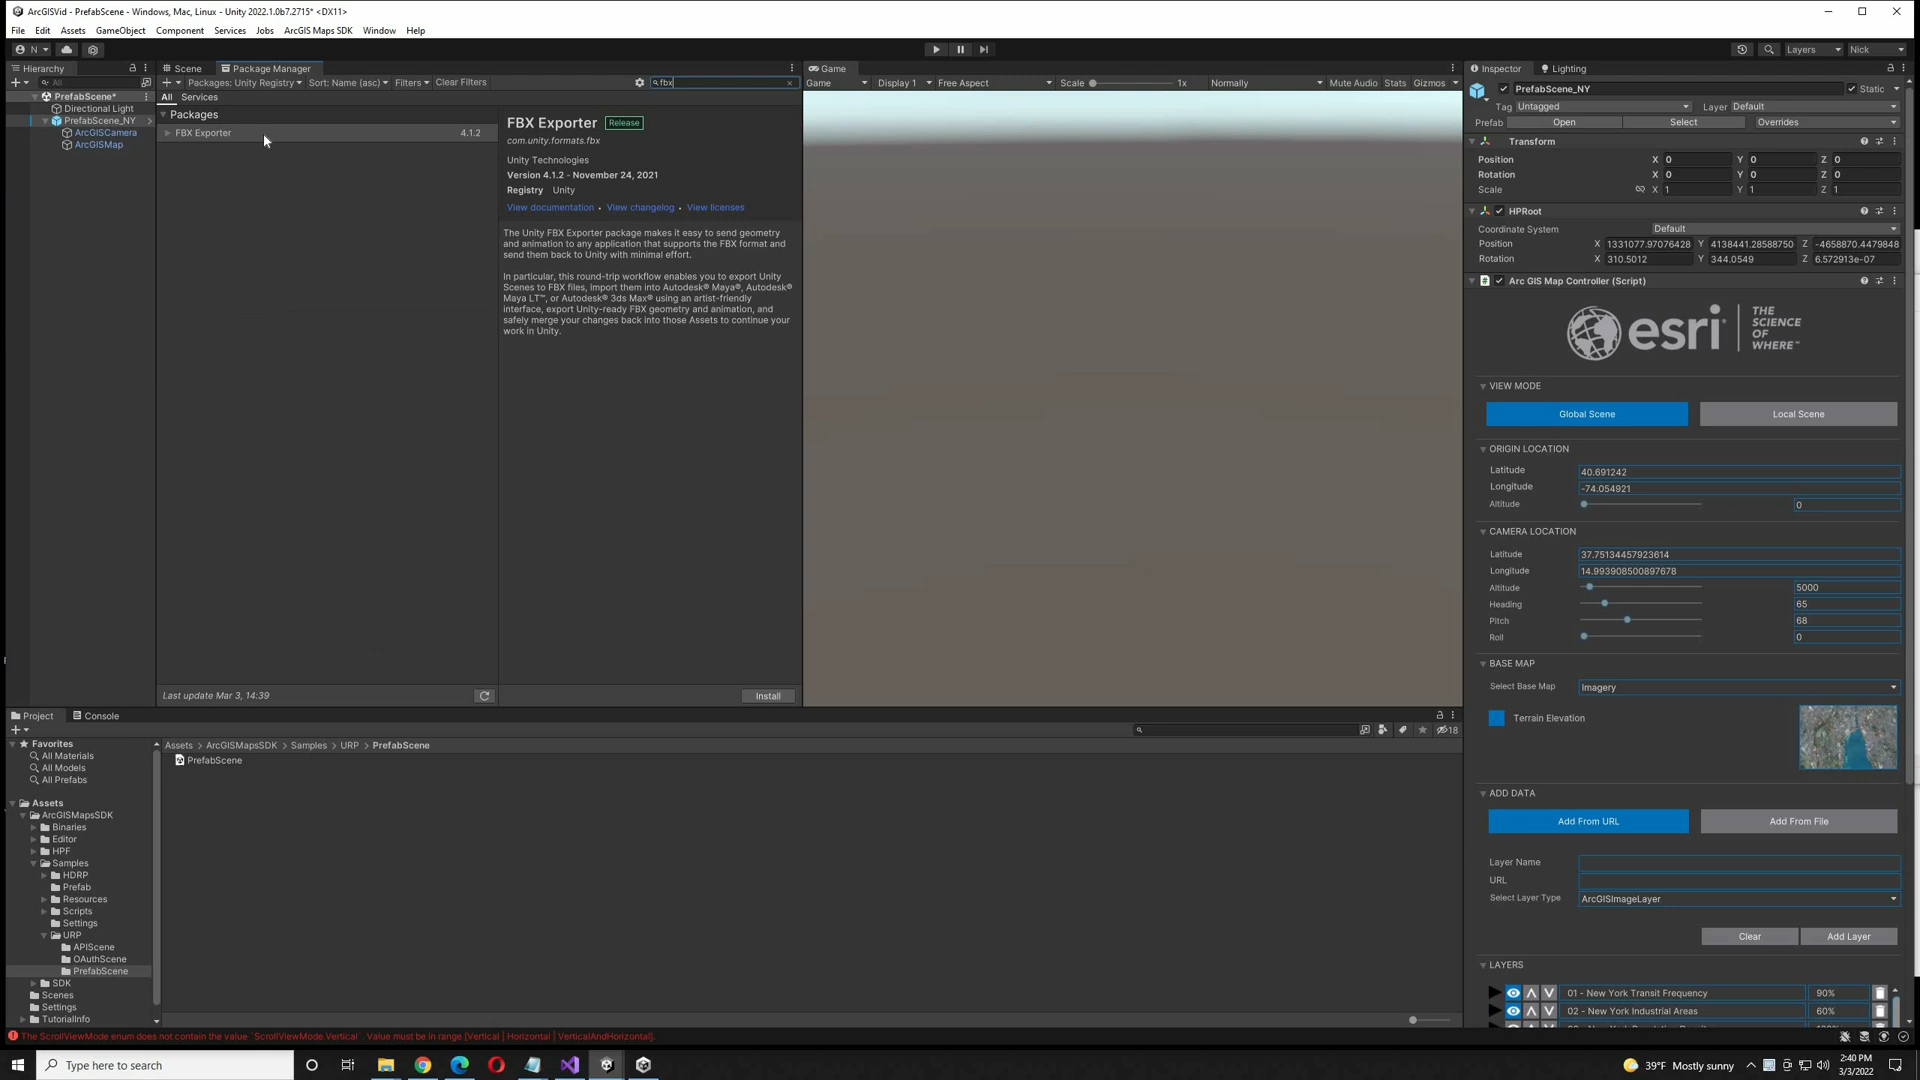 ArcGISVid - PrefabScene - Windows, Mac, Linux - Unity 2022.1.0b7.2715* <DX11>
File Edit Assets GameObject Component Services Jobs ArcGIS Maps SDK Window Help
N Layers Nick
Hierarchy Scene Package Manager Game Inspector Lighting
All Packages: Unity Registry Sort: Name (asc) Filters Clear Filters fbx
Game Display 1 Free Aspect Scale 1x Normally Mute Audio Stats Gizmos
All Services
PrefabScene*
Directional Light
PrefabScene_NY
ArcGISCamera
ArcGISMap
Packages
FBX Exporter 4.1.2
FBX Exporter Release
com.unity.formats.fbx
Unity Technologies
Version 4.1.2 - November 24, 2021
Registry Unity
View documentation • View changelog • View licenses
The Unity FBX Exporter package makes it easy to send geometry
and animation to any application that supports the FBX format and
send them back to Unity with minimal effort.
In particular, this round-trip workflow enables you to export Unity
Scenes to FBX files, import them into Autodesk® Maya®, Autodesk®
Maya LT™, or Autodesk® 3ds Max® using an artist-friendly
interface, export Unity-ready FBX geometry and animation, and
safely merge your changes back into those Assets to continue your
work in Unity.
Last update Mar 3, 14:39 Install
PrefabScene_NY Static
Tag Untagged Layer Default
Prefab Open Select Overrides
Transform
Position X 0 Y 0 Z 0
Rotation X 0 Y 0 Z 0
Scale X 1 Y 1 Z 1
HPRoot
Coordinate System Default
Position X 1331077.97076428 Y 4138441.28588750 Z -4658870.4479848
Rotation X 310.5012 Y 344.0549 Z 6.572913e-07
Arc GIS Map Controller (Script)
esri THE
SCIENCE
OF
WHERE™
VIEW MODE
Global Scene Local Scene
ORIGIN LOCATION
Latitude 40.691242
Longitude -74.054921
Altitude 0
CAMERA LOCATION
Latitude 37.75134457923614
Longitude 14.993908500897678
Altitude 5000
Heading 65
Pitch 68
Roll 0
BASE MAP
Select Base Map Imagery
Terrain Elevation
ADD DATA
Add From URL Add From File
Layer Name
URL
Select Layer Type ArcGISImageLayer
Clear Add Layer
LAYERS
01 - New York Transit Frequency 90%
02 - New York Industrial Areas 60%
Project Console
18
Favorites
All Materials
All Models
All Prefabs
Assets
ArcGISMapsSDK
Binaries
Editor
HPF
Samples
HDRP
Prefab
Resources
Scripts
Settings
URP
APIScene
OAuthScene
PrefabScene
SDK
Scenes
Settings
TutorialInfo
Assets > ArcGISMapsSDK > Samples > URP > PrefabScene
PrefabScene
The ScrollViewMode enum does not contain the value `ScrollViewMode.Vertical`. Value must be in range [Vertical | Horizontal | VerticalAndHorizontal].
Type here to search
39°F Mostly sunny
2:40 PM
3/3/2022